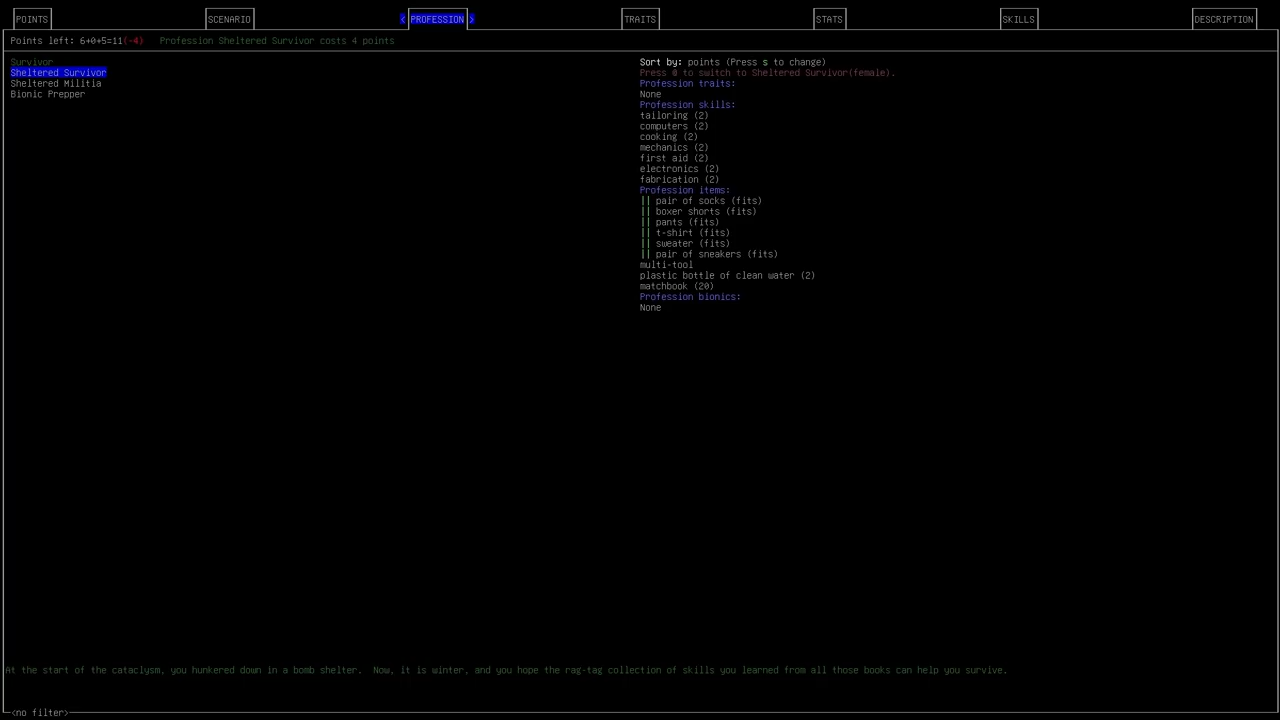 POINTS SCENARIO < PROFESSION > TRAITS STATS SKILLS DESCRIPTION
Points left: 6+0+5=11(-4) Profession Sheltered Survivor costs 4 points
Survivor
Sheltered Survivor
Sheltered Militia
Bionic Prepper
Sort by: points (Press s to change)
Press @ to switch to Sheltered Survivor(female).
Profession traits:
None
Profession skills:
tailoring (2)
computers (2)
cooking (2)
mechanics (2)
first aid (2)
electronics (2)
fabrication (2)
Profession items:
|| pair of socks (fits)
|| boxer shorts (fits)
|| pants (fits)
|| t-shirt (fits)
|| sweater (fits)
|| pair of sneakers (fits)
multi-tool
plastic bottle of clean water (2)
matchbook (20)
Profession bionics:
None
At the start of the cataclysm, you hunkered down in a bomb shelter. Now, it is winter, and you hope the rag-tag collection of skills you learned from all those books can help you survive.
<no filter>